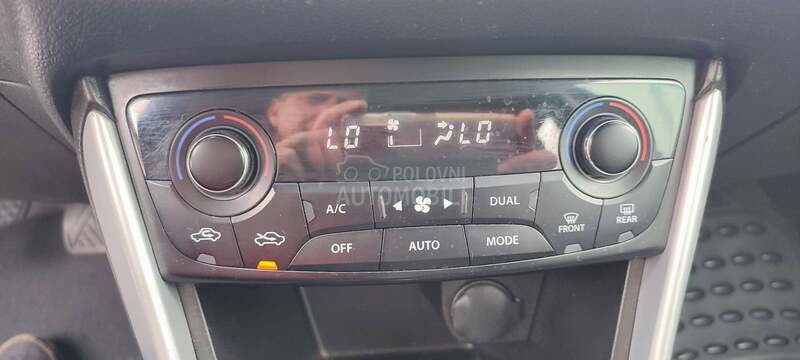 LO LO
POLOVNI
AUTOMOBILI
A/C DUAL
FRONT REAR
OFF AUTO MODE